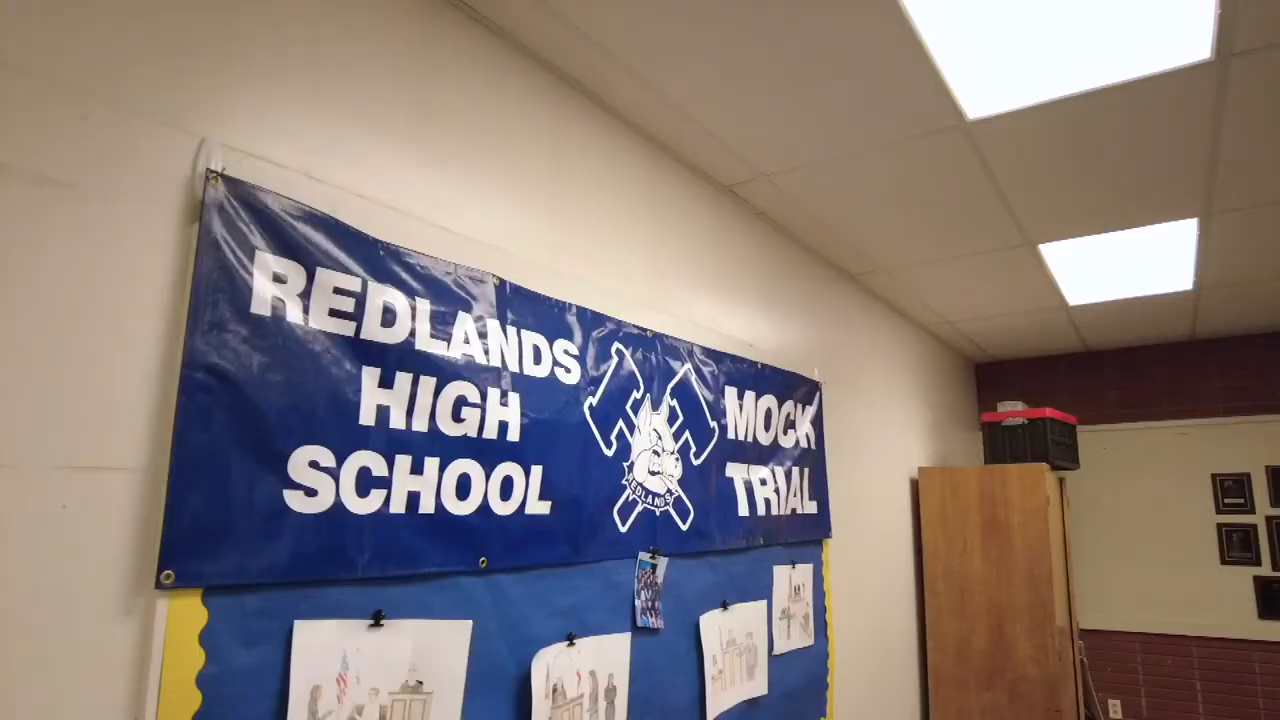 REDLANDS
HIGH
SCHOOL
REDLANDS
MOCK
TRIAL